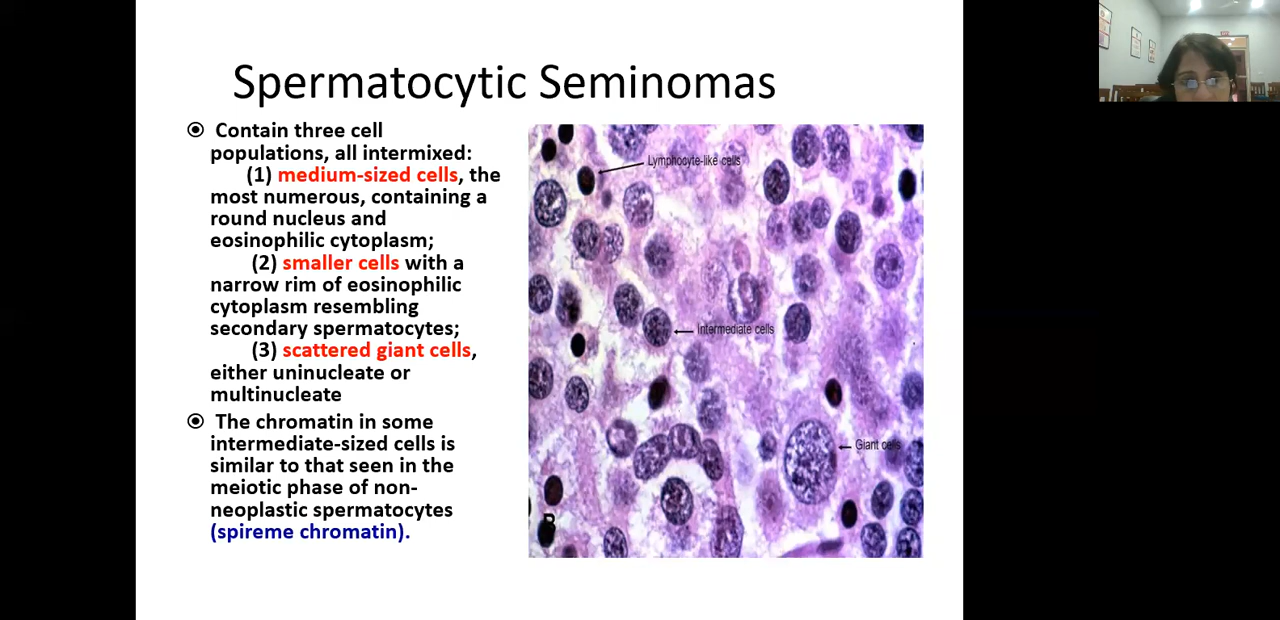 Spermatocytic Seminomas
Contain three cell
populations, all intermixed:
(1) medium-sized cells, the
most numerous, containing a
round nucleus and
eosinophilic cytoplasm;
(2) smaller cells with a
narrow rim of eosinophilic
cytoplasm resembling
secondary spermatocytes;
(3) scattered giant cells,
either uninucleate or
multinucleate
The chromatin in some
intermediate-sized cells is
similar to that seen in the
meiotic phase of non-
neoplastic spermatocytes
(spireme chromatin).
Lymphocyte-like cells
Intermediate cells
Giant cells
B